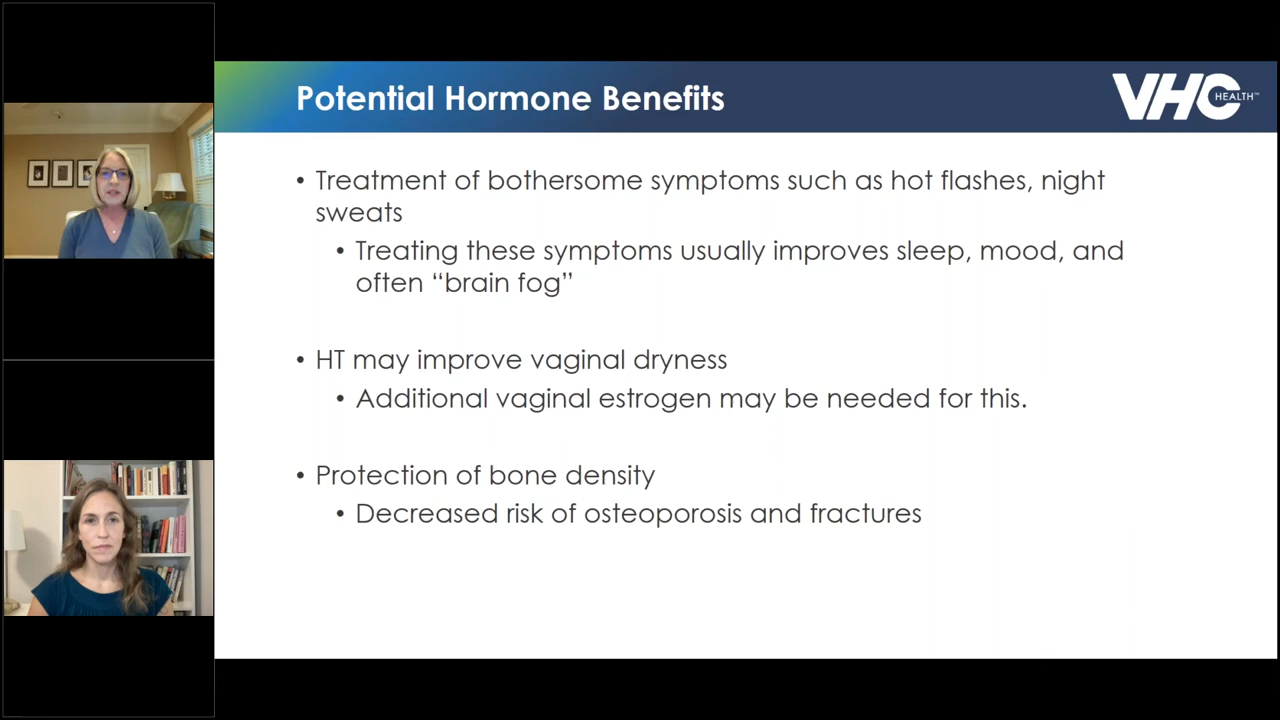 Potential Hormone Benefits
VHC
HEALTH™
• Treatment of bothersome symptoms such as hot flashes, night
sweats
• Treating these symptoms usually improves sleep, mood, and
often “brain fog”
• HT may improve vaginal dryness
• Additional vaginal estrogen may be needed for this.
• Protection of bone density
• Decreased risk of osteoporosis and fractures